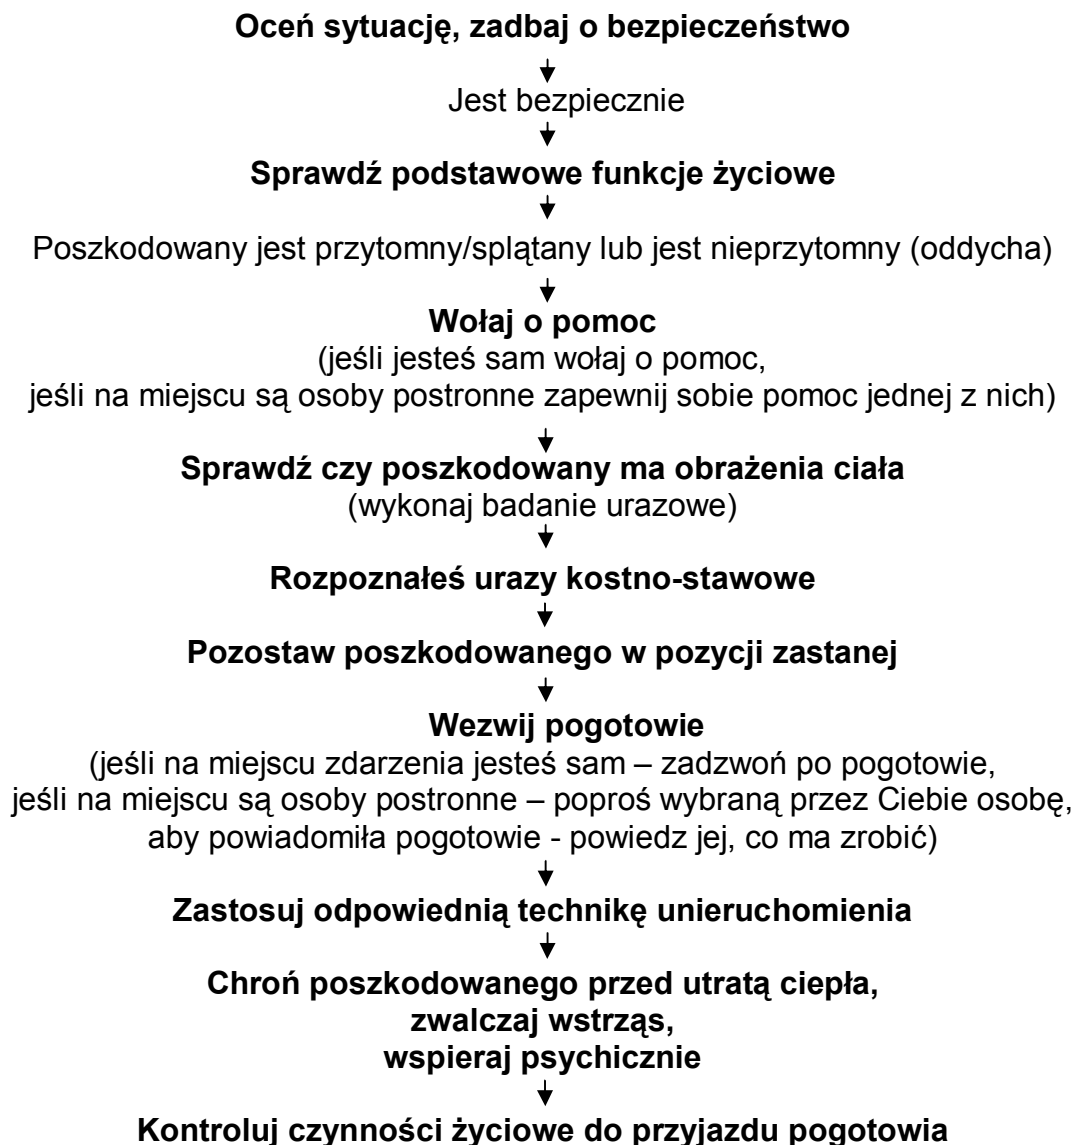 Oceń sytuację, zadbaj o bezpieczeństwo
Jest bezpiecznie
Sprawdź podstawowe funkcje życiowe
Poszkodowany jest przytomny/splątany lub jest nieprzytomny (oddycha)
Wołaj o pomoc
(jeśli jesteś sam wołaj o pomoc,
jeśli na miejscu są osoby postronne zapewnij sobie pomoc jednej z nich)
Sprawdź czy poszkodowany ma obrażenia ciała
(wykonaj badanie urazowe)
Rozpoznałeś urazy kostno-stawowe
Pozostaw poszkodowanego w pozycji zastanej
Wezwij pogotowie
(jeśli na miejscu zdarzenia jesteś sam – zadzwoń po pogotowie,
jeśli na miejscu są osoby postronne – poproś wybraną przez Ciebie osobę,
aby powiadomiła pogotowie - powiedz jej, co ma zrobić)
Zastosuj odpowiednią technikę unieruchomienia
Chroń poszkodowanego przed utratą ciepła,
zwalczaj wstrząs,
wspieraj psychicznie
Kontroluj czynności życiowe do przyjazdu pogotowia